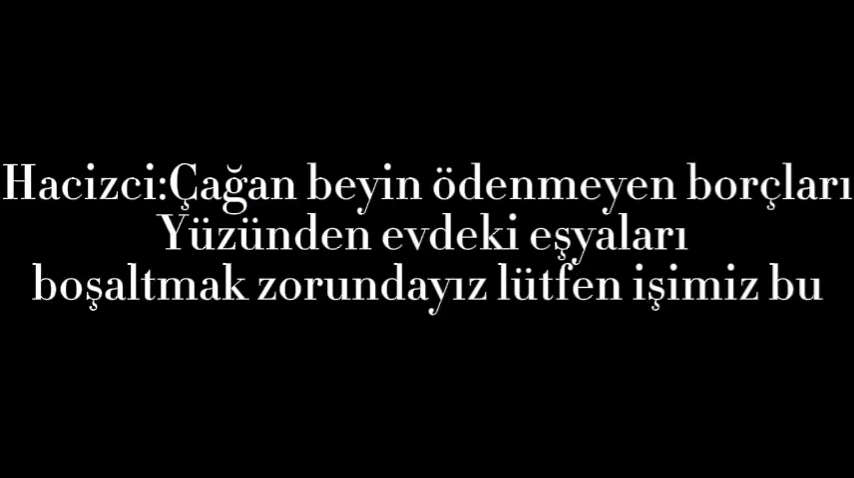 Hacizci:Çağan beyin ödenmeyen borçları
Yüzünden evdeki eşyaları
boşaltmak zorundayız lütfen işimiz bu